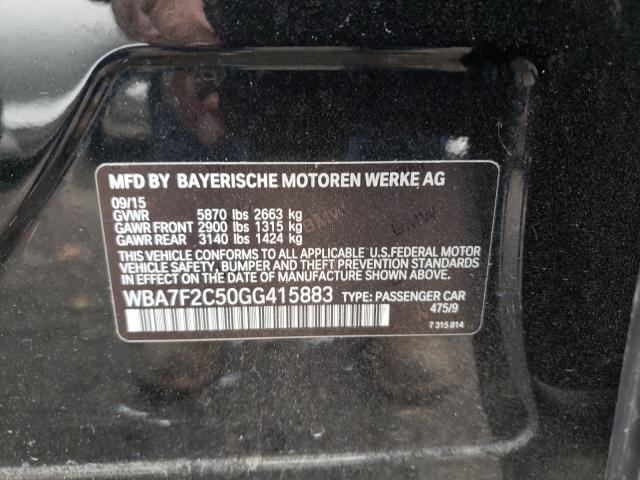 MFD BY BAYERISCHE MOTOREN WERKE AG
09/15
GVWR 5870 lbs 2663 kg
GAWR FRONT 2900 lbs 1315 kg
GAWR REAR 3140 lbs 1424 kg
THIS VEHICLE CONFORMS TO ALL APPLICABLE U.S. FEDERAL MOTOR
VEHICLE SAFETY, BUMPER AND THEFT PREVENTION STANDARDS
IN EFFECT ON THE DATE OF MANUFACTURE SHOWN ABOVE.
WBA7F2C50GG415883 TYPE: PASSENGER CAR
475/9
7 315 814
BMW
BMW